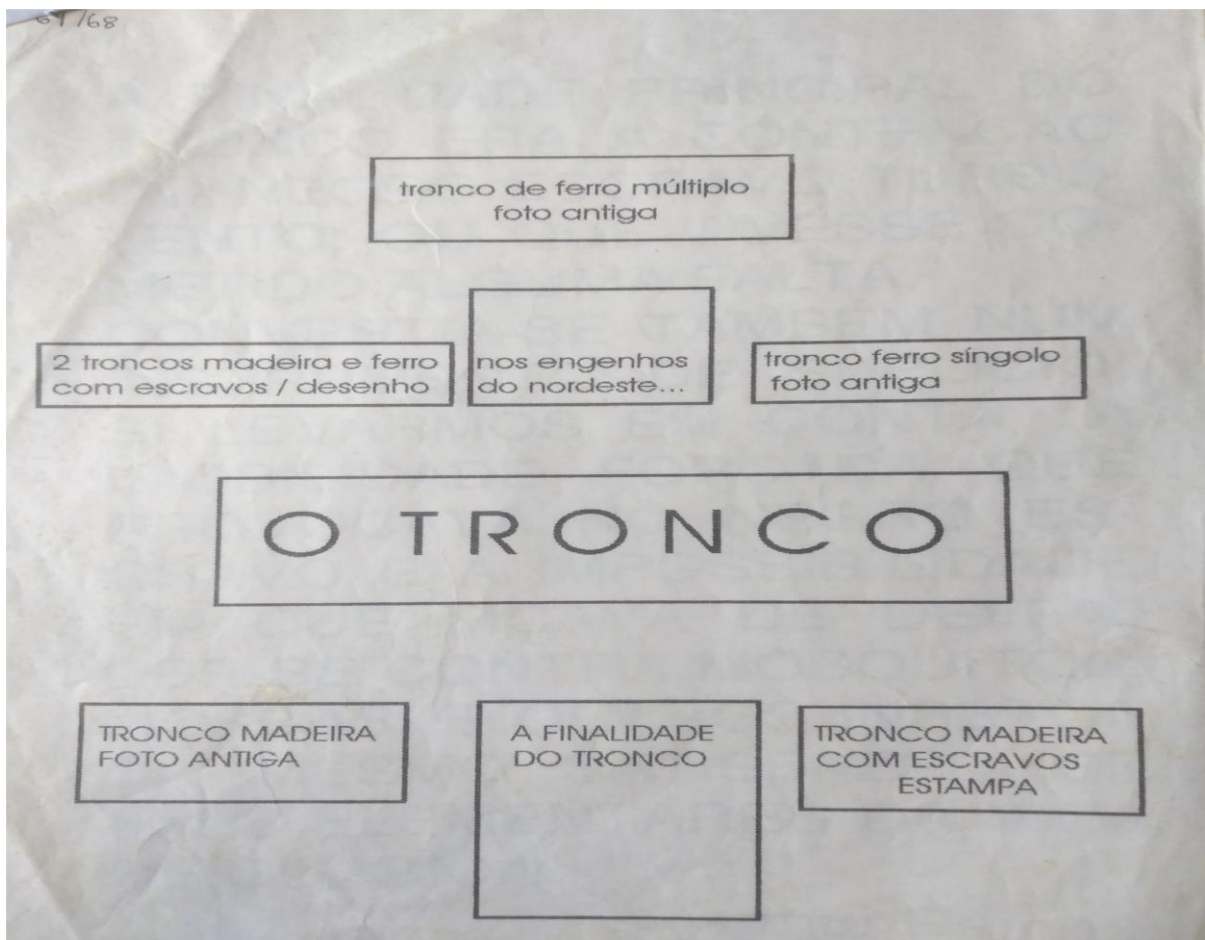 /68
tronco de ferro múltiplo
foto antiga
2 troncos madeira e ferro
com escravos / desenho
nos engenhos
do nordeste...
tronco ferro síngolo
foto antiga
O TRONCO
TRONCO MADEIRA
FOTO ANTIGA
A FINALIDADE
DO TRONCO
TRONCO MADEIRA
COM ESCRAVOS
ESTAMPA